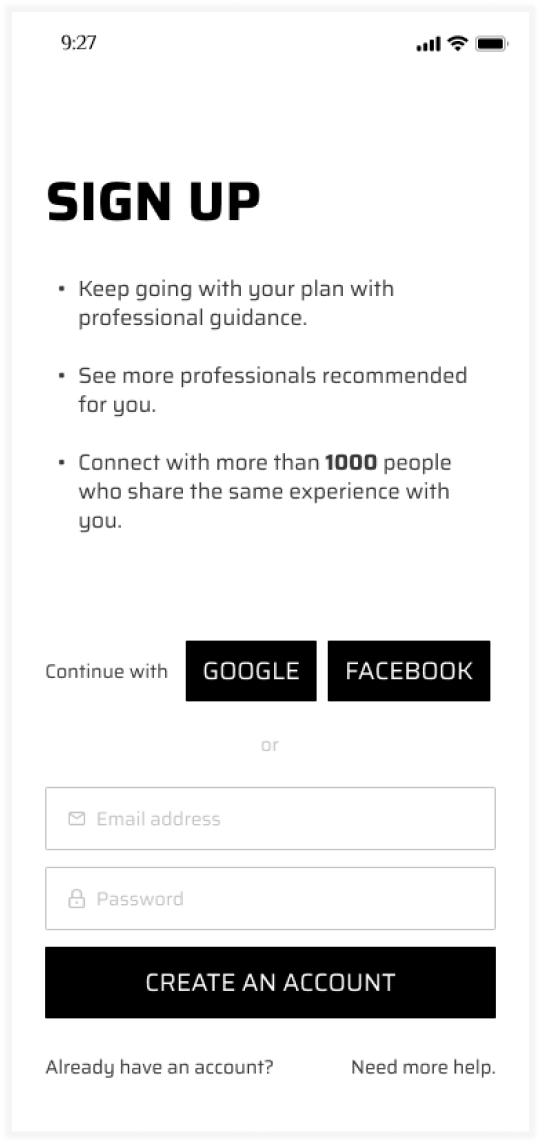 9:27
SIGN UP
• Keep going with your plan with
professional guidance.
• See more professionals recommended
for you.
• Connect with more than 1000 people
who share the same experience with
you.
Continue with GOOGLE FACEBOOK
or
Email address
Password
CREATE AN ACCOUNT
Already have an account? Need more help.